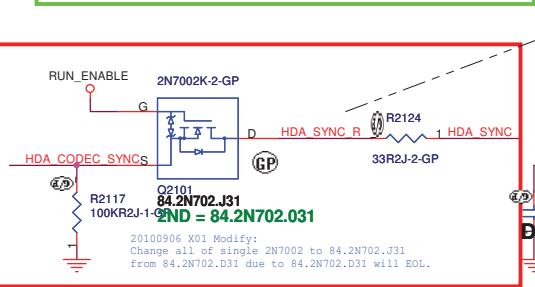 RUN_ENABLE
2N7002K-2-GP
G
D
HDA_SYNC_R
R2124
1
HDA_SYNC
33R2J-2-GP
HDA_CODEC_SYNC
S
GP
Q2101
84.2N702.J31
2ND = 84.2N702.031
R2117
100KR2J-1-GP
1
D
20100906 X01 Modify:
Change all of single 2N7002 to 84.2N702.J31
from 84.2N702.D31 due to 84.2N702.D31 will EOL.